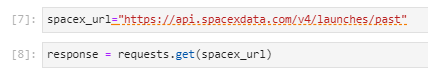 [7]: spacex_url="https://api.spacexdata.com/v4/launches/past"
[8]: response = requests.get(spacex_url)